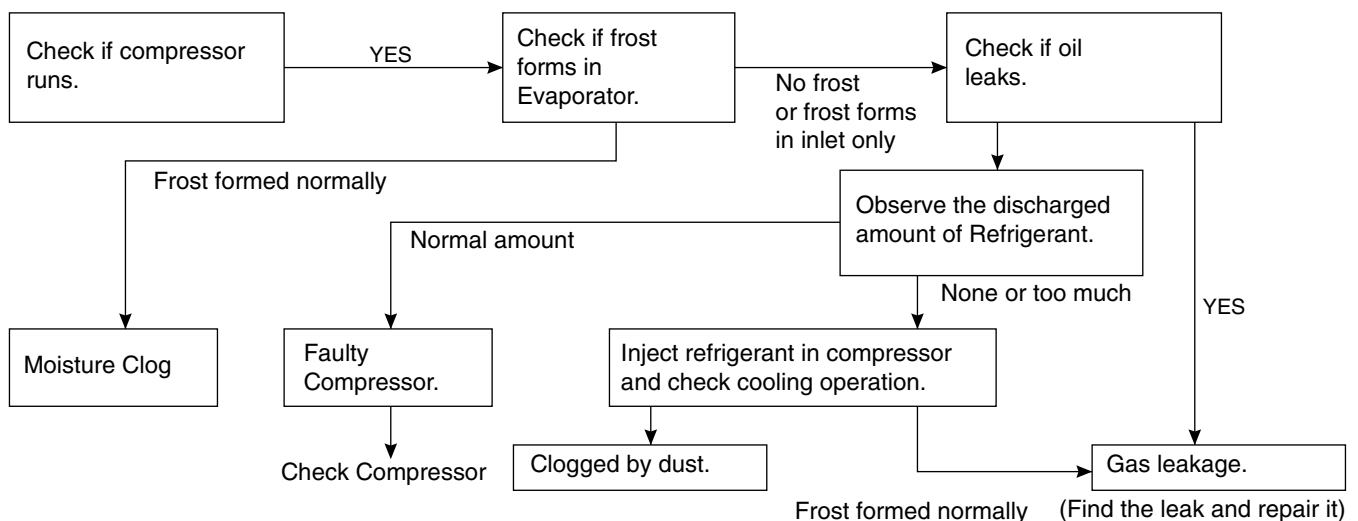 Check if compressor
runs.
YES
Check if frost
forms in
Evaporator.
No frost
or frost forms
in inlet only
Check if oil
leaks.
Frost formed normally
Observe the discharged
amount of Refrigerant.
Normal amount
None or too much
YES
Moisture Clog
Faulty
Compressor.
Inject refrigerant in compressor
and check cooling operation.
Check Compressor
Clogged by dust.
Gas leakage.
Frost formed normally
(Find the leak and repair it)